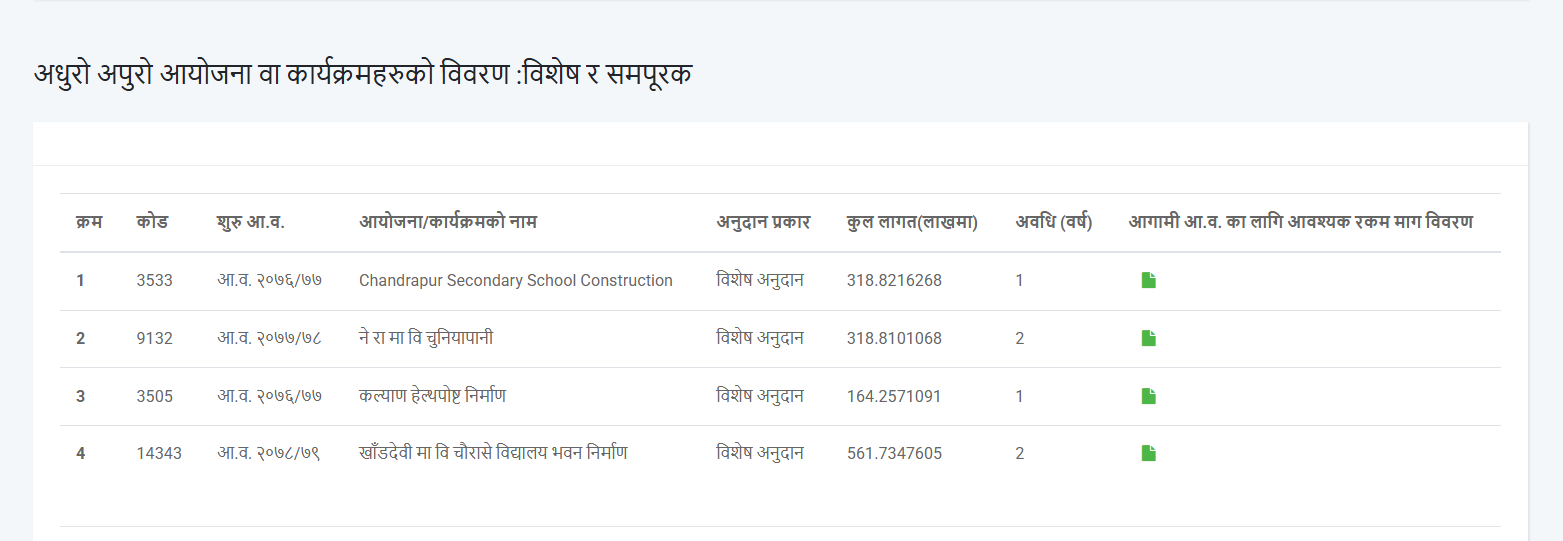 अधुरो अपुरो आयोजना वा कार्यक्रमहरुको विवरण :विशेष र समपूरक
क्रम कोड शुरु आ.व. आयोजना/कार्यक्रमको नाम अनुदान प्रकार कुल लागत(लाखमा) अवधि (वर्ष) आगामी आ.व. का लागि आवश्यक रकम माग विवरण
1 3533 आ.व. २०७६/७७ Chandrapur Secondary School Construction विशेष अनुदान 318.8216268 1
2 9132 आ.व. २०७७/७८ ने रा मा वि चुनियापानी विशेष अनुदान 318.8101068 2
3 3505 आ.व. २०७६/७७ कल्याण हेल्थपोष्ट निर्माण विशेष अनुदान 164.2571091 1
4 14343 आ.व. २०७८/७९ खाँडदेवी मा वि चौरासे विद्यालय भवन निर्माण विशेष अनुदान 561.7347605 2